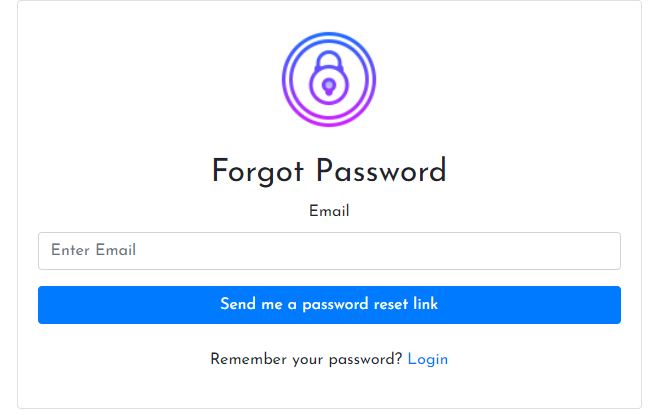 Forgot Password
Email
Enter Email
Send me a password reset link
Remember your password? Login